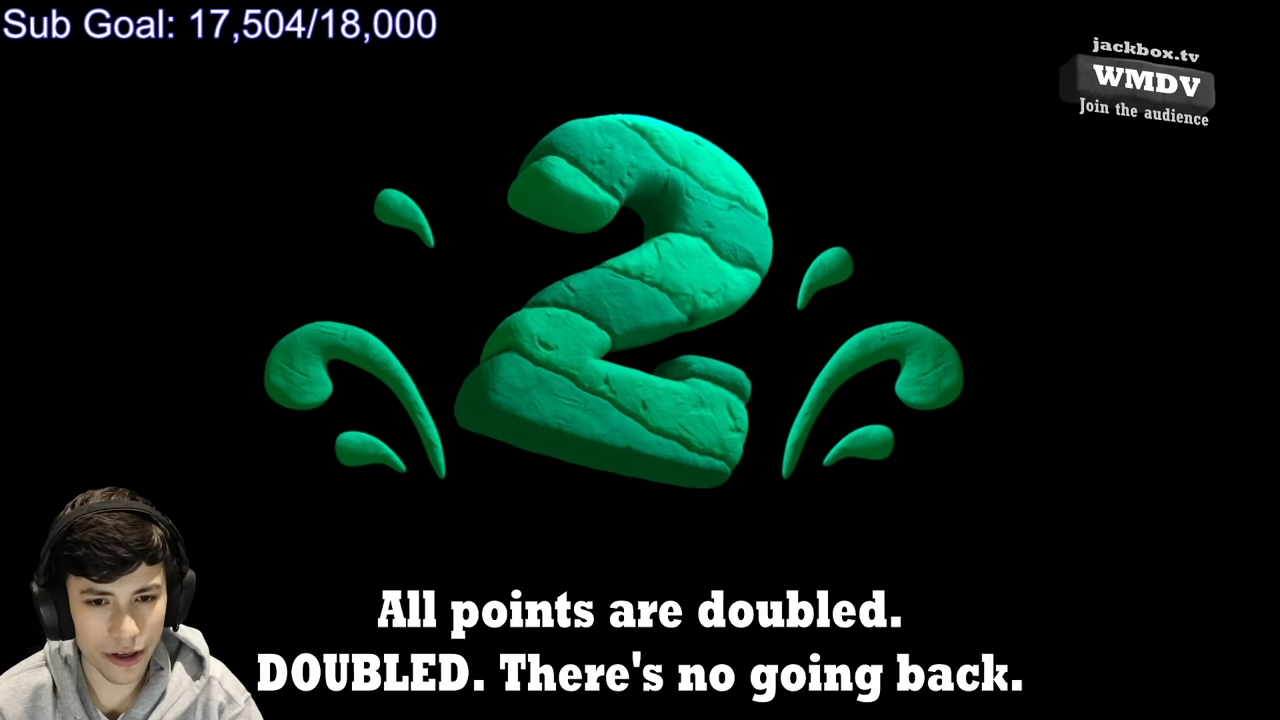 Sub Goal: 17,504/18,000
jackbox.tv
WMDV
Join the audience
2
All points are doubled.
DOUBLED. There's no going back.